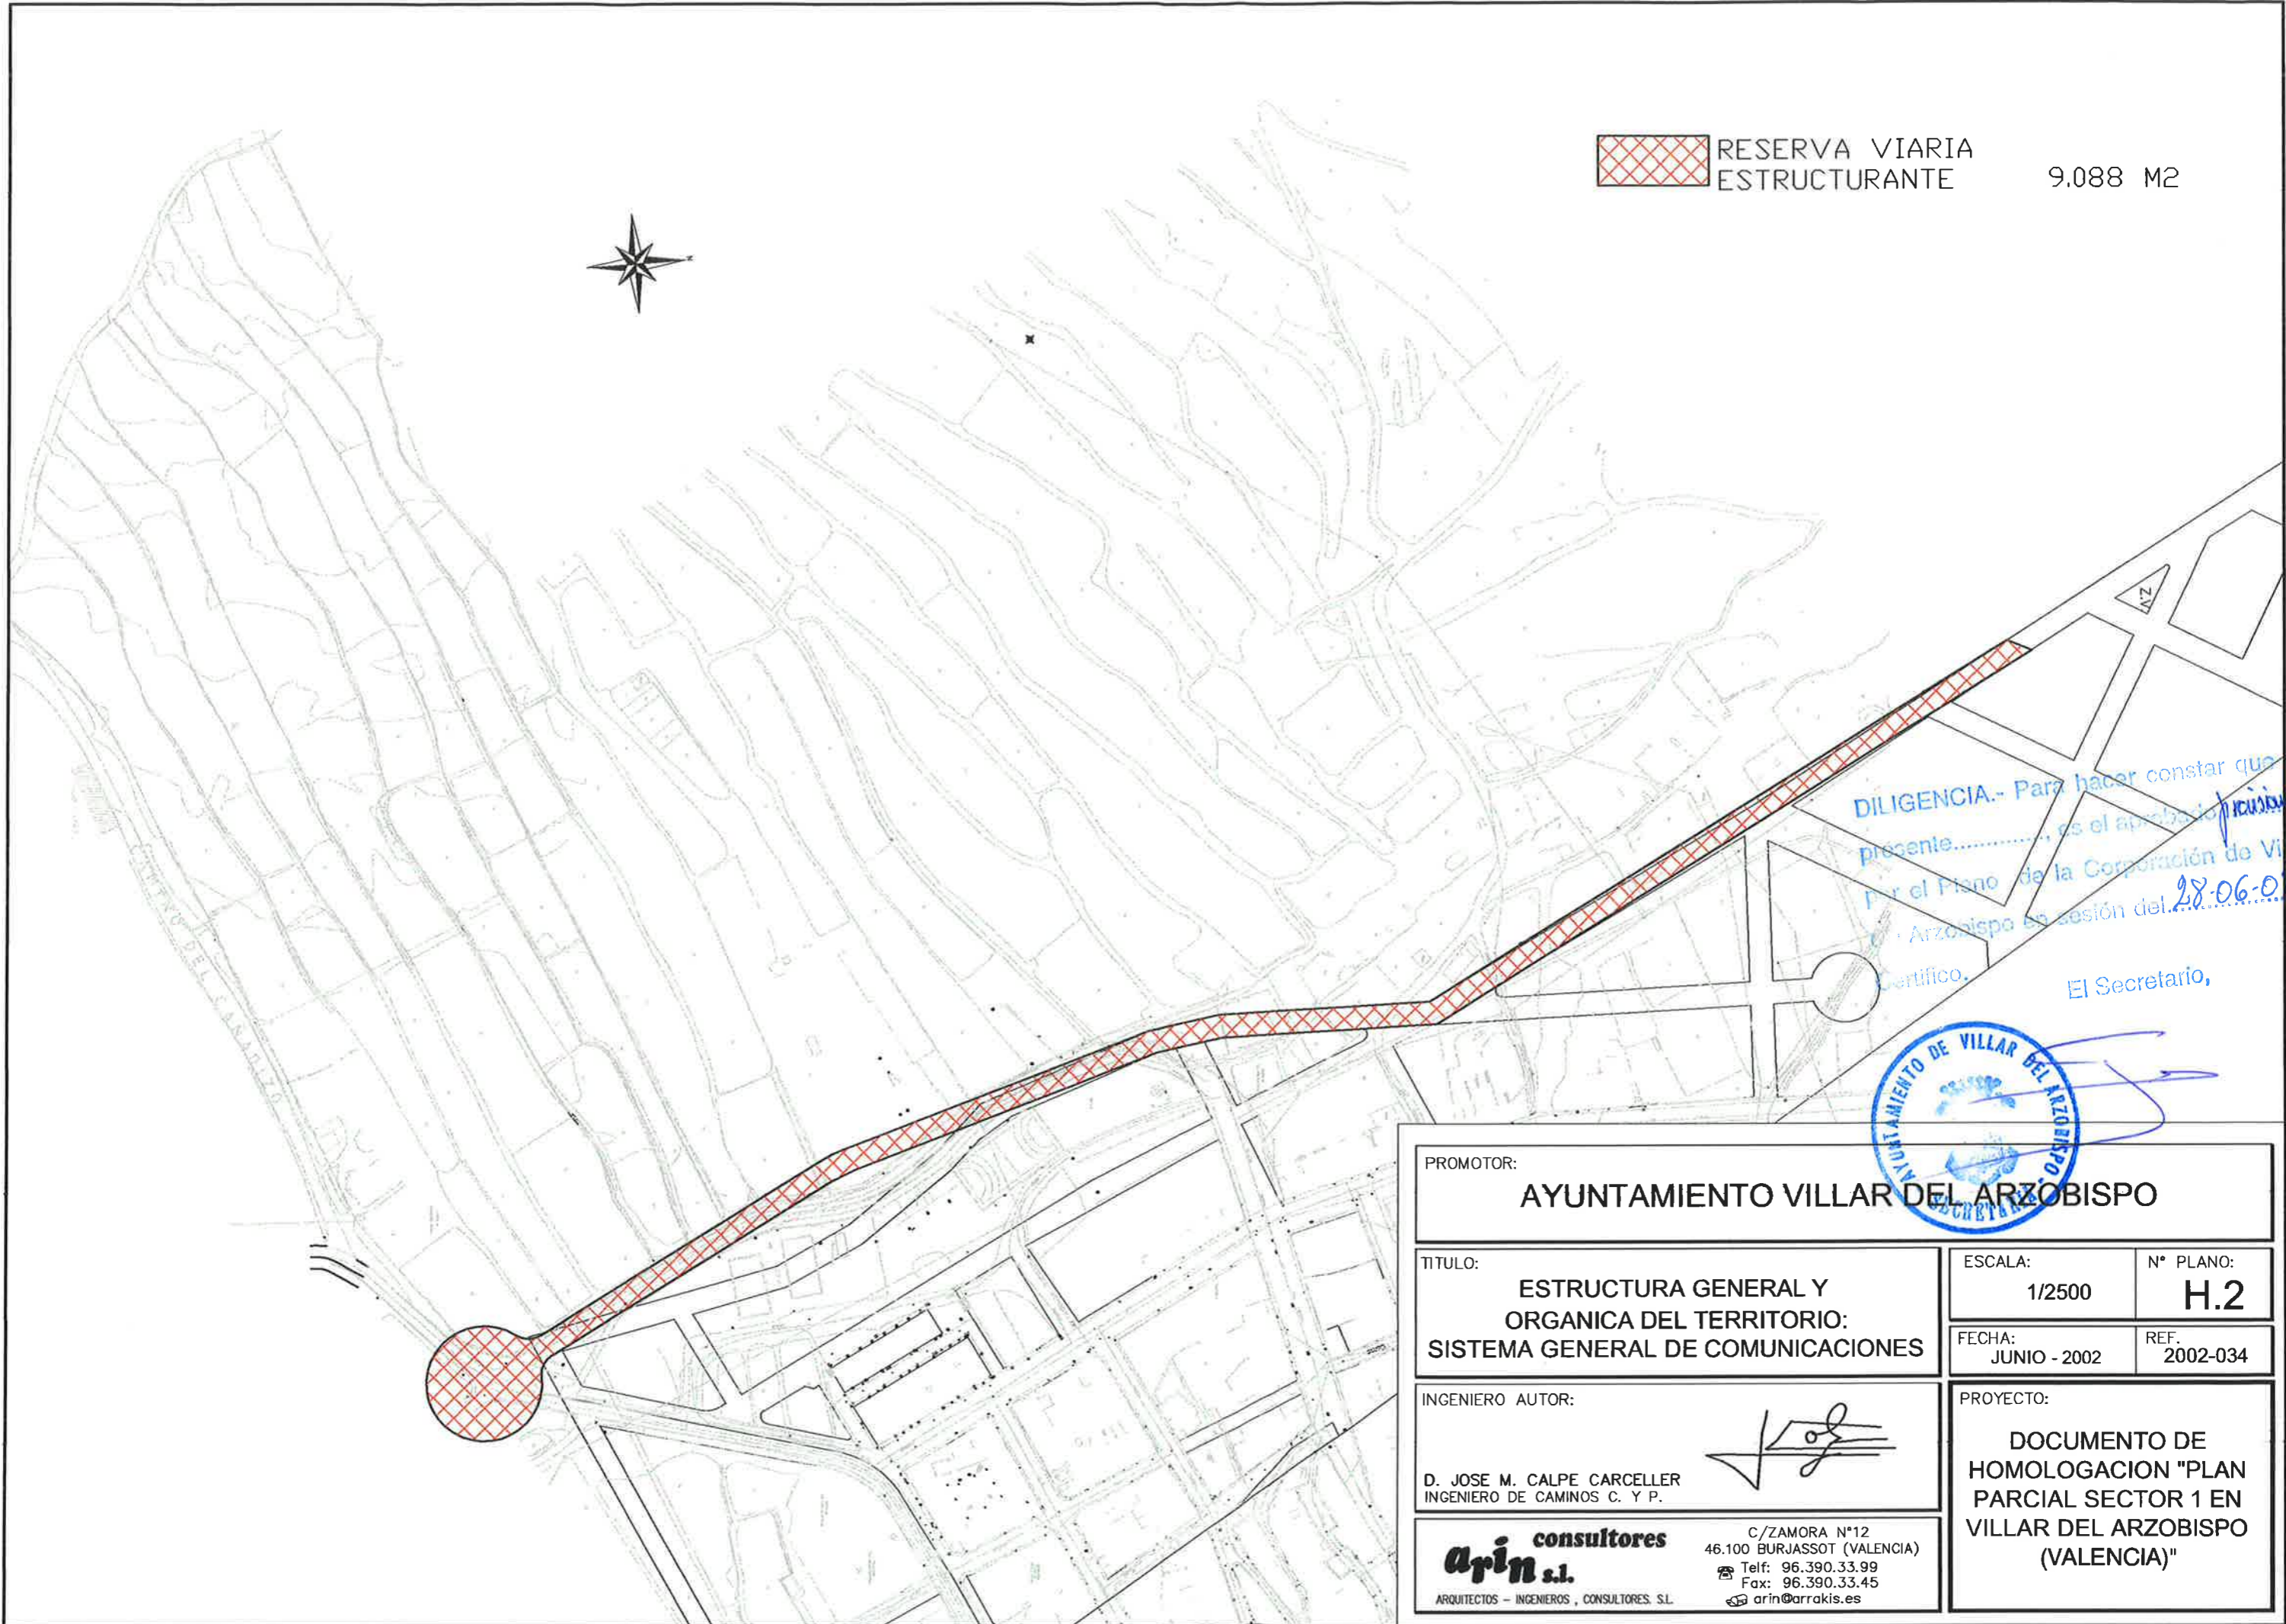 RESERVA VIARIA
ESTRUCTURANTE 9.088 M2
N
Z.V
DILIGENCIA.- Para hacer constar que
presente............, es el aprobado
por el Pleno de la Corporación de Vi
Arzobispo en sesión del 28-06-0
Certifico.
El Secretario,
AYUNTAMIENTO DE VILLAR DEL ARZOBISPO - SECRETARIA -
PROMOTOR:
AYUNTAMIENTO VILLAR DEL ARZOBISPO
TITULO:
ESTRUCTURA GENERAL Y
ORGANICA DEL TERRITORIO:
SISTEMA GENERAL DE COMUNICACIONES
ESCALA:
1/2500
N° PLANO:
H.2
FECHA:
JUNIO - 2002
REF.
2002-034
INGENIERO AUTOR:
D. JOSE M. CALPE CARCELLER
INGENIERO DE CAMINOS C. Y P.
PROYECTO:
DOCUMENTO DE
HOMOLOGACION "PLAN
PARCIAL SECTOR 1 EN
VILLAR DEL ARZOBISPO
(VALENCIA)"
arin consultores s.l.
ARQUITECTOS - INGENIEROS , CONSULTORES. S.L.
C/ZAMORA N°12
46.100 BURJASSOT (VALENCIA)
Telf: 96.390.33.99
Fax: 96.390.33.45
arin@arrakis.es